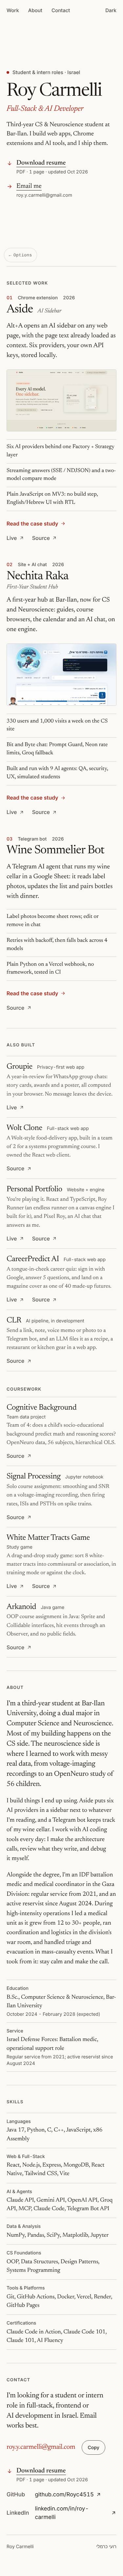 Work About Contact Dark
Student & intern roles · Israel
Roy Carmelli
Full-Stack & AI Developer
Third-year CS & Neuroscience student at
Bar-Ilan. I build web apps, Chrome
extensions and AI tools, and I ship them.
↓ Download resume
PDF · 1 page · updated Oct 2026
→ Email me
roy.y.carmelli@gmail.com
SELECTED WORK
01 Chrome extension 2026
Aside AI Sidebar
Alt+A opens an AI sidebar on any web
page, with the page text already loaded as
context. Six providers, your own API
keys, stored locally.
Six AI providers behind one Factory + Strategy
layer
Streaming answers (SSE / NDJSON) and a two-
model compare mode
Plain JavaScript on MV3: no build step,
English/Hebrew UI with RTL
Read the case study →
Live ↗ Source ↗
02 Site + AI chat 2026
Nechita Raka
First-Year Student Hub
A first-year hub at Bar-Ilan, now for CS
and Neuroscience: guides, course
browser, the calendar and an AI chat, on
one engine.
330 users and 1,000 visits a week on the CS
site
Bit and Byte chat: Prompt Guard, Neon rate
limits, Groq fallback
Built and run with 9 AI agents: QA, security,
UX, simulated students
Read the case study →
Live ↗ Source ↗
03 Telegram bot 2026
Wine Sommelier Bot
A Telegram AI agent that runs my wine
cellar in a Google Sheet: it reads label
photos, updates the list and pairs bottles
with dinner.
Label photos become sheet rows; edit or
remove in chat
Retries with backoff, then falls back across 4
models
Plain Python on a Vercel webhook, no
framework, tested in CI
Read the case study →
Source ↗
ALSO BUILT
Groupie Privacy-first web app
A year-in-review for WhatsApp group chats:
story cards, awards and a poster, all computed
in your browser. No message leaves the device.
Live ↗
Wolt Clone Full-stack web app
A Wolt-style food-delivery app, built in a team
of 2 for a systems programming course. I
owned the React web client.
Source ↗
Personal Portfolio Website + engine
You're playing it. React and TypeScript, Roy
Runner (an endless runner on a canvas engine I
built for it), and Pixel Roy, an AI chat that
answers as me.
Live ↗ Source ↗
CareerPredict AI Full-stack web app
A tongue-in-cheek career quiz: sign in with
Google, answer 5 questions, and land on a
magazine cover as one of 40 made-up futures.
Live ↗ Source ↗
CLR AI pipeline, in development
Send a link, note, voice memo or photo to a
Telegram bot, and an LLM files it as a recipe, a
restaurant or kitchen gear in a web app.
Source ↗
COURSEWORK
Cognitive Background
Team data project
Team of 4: does a child's socio-educational
background predict math and reasoning scores?
OpenNeuro data, 56 subjects, hierarchical OLS.
Source ↗
Signal Processing Jupyter notebook
Solo course assignment: smoothing and SNR
on a voltage-imaging recording, then firing
rates, ISIs and PSTHs on spike trains.
Source ↗
White Matter Tracts Game
Study game
A drag-and-drop study game: sort 8 white-
matter tracts into commissural or association, in
training mode or against the clock.
Live ↗ Source ↗
Arkanoid Java game
OOP course assignment in Java: Sprite and
Collidable interfaces, hit events through an
Observer, and no public fields.
Source ↗
ABOUT
I'm a third-year student at Bar-Ilan
University, doing a dual major in
Computer Science and Neuroscience.
Most of my building happens on the
CS side. The neuroscience side is
where I learned to work with messy
real data, from voltage-imaging
recordings to an OpenNeuro study of
56 children.
I build things I end up using. Aside puts six
AI providers in a sidebar next to whatever
I'm reading, and a Telegram bot keeps track
of my wine cellar. I work with AI coding
tools every day: I make the architecture
calls, review what they write, and debug
it myself.
Alongside the degree, I'm an IDF battalion
medic and medical coordinator in the Gaza
Division: regular service from 2021, and an
active reservist since August 2024. During
high-intensity operations I led a medical
unit as it grew from 12 to 30+ people, ran
coordination between units, and handled
triage and
evacuation in mass-casualty events. What I
took from it: stay calm and make the call.
Education
B.Sc., Computer Science & Neuroscience, Bar-
Ilan University
October 2024 – February 2028 (expected)
Service
Israel Defense Forces: Battalion medic,
operational support role
Regular service from 2021; active reservist since
August 2024
SKILLS
Languages
Java 17, Python, C, C++, JavaScript, x86
Assembly
Web & Full-Stack
React, Node.js, Express, MongoDB, React
Native, Tailwind CSS, Vite
AI & Agents
Claude API, Gemini API, OpenAI API, Groq
API, MCP, Claude Code, Telegram Bot API
Data & Analysis
NumPy, Pandas, SciPy, Matplotlib, Jupyter
CS Foundations
OOP, Data Structures, Design Patterns,
Systems Programming
Tools & Platforms
Git, GitHub Actions, Docker, Vercel, Render,
GitHub Pages
Certifications
Claude Code in Action, Claude Code 101,
Claude 101, AI Fluency
CONTACT
I'm looking for a student or intern
role in full-stack, frontend or
AI development in Israel. Email
works best.
roy.y.carmelli@gmail.com Copy
↓ Download resume
PDF · 1 page · updated Oct 2026
GitHub github.com/Royc4515 ↗
LinkedIn linkedin.com/in/roy-
carmelli ↗
Roy Carmelli רועי כרמלי